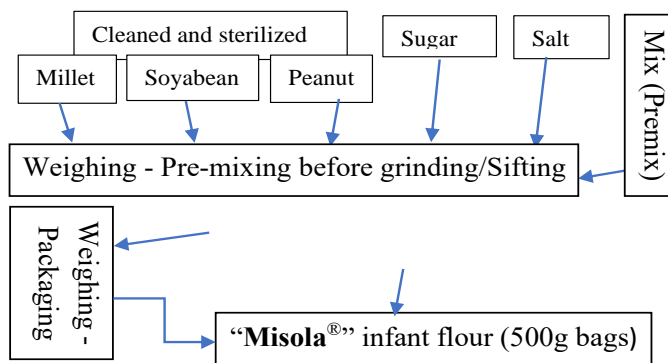 Cleaned and sterilized
Millet
Soyabean
Peanut
Sugar
Salt
Mix (Premix)
Weighing - Pre-mixing before grinding/Sifting
Weighing -
Packaging
“Misola®” infant flour (500g bags)